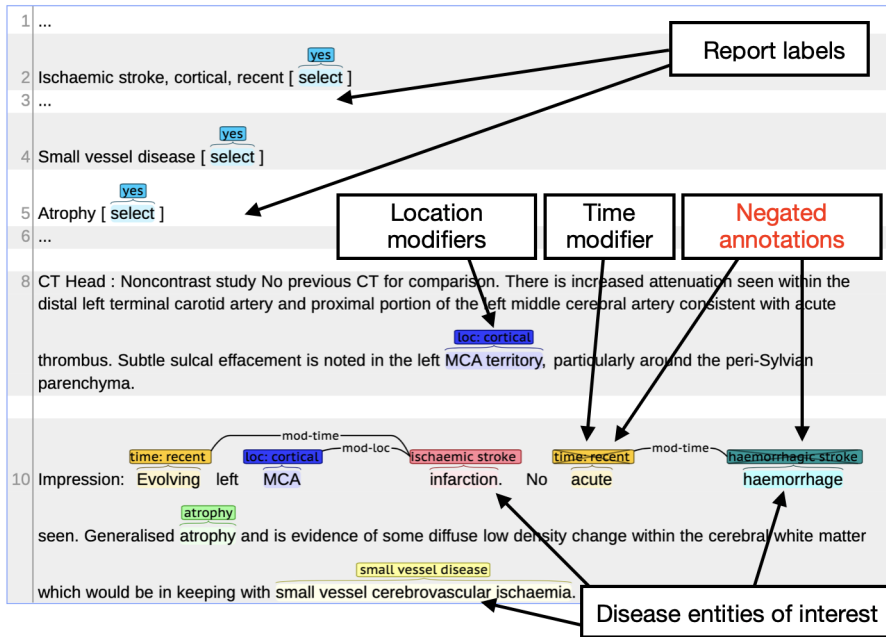 1 ...
Report labels
yes
2 Ischaemic stroke, cortical, recent [ select ]
3 ...
yes
4 Small vessel disease [ select ]
yes
5 Atrophy [ select ]
6 ...
Location modifiers
Time modifier
Negated annotations
8 CT Head : Noncontrast study No previous CT for comparison. There is increased attenuation seen within the
distal left terminal carotid artery and proximal portion of the left middle cerebral artery consistent with acute
loc: cortical
thrombus. Subtle sulcal effacement is noted in the left MCA territory, particularly around the peri-Sylvian
parenchyma.
mod-time
mod-loc
mod-time
time: recent loc: cortical ischaemic stroke time: recent haemorrhagic stroke
10 Impression: Evolving left MCA infarction. No acute haemorrhage
atrophy
seen. Generalised atrophy and is evidence of some diffuse low density change within the cerebral white matter
small vessel disease
which would be in keeping with small vessel cerebrovascular ischaemia.
Disease entities of interest